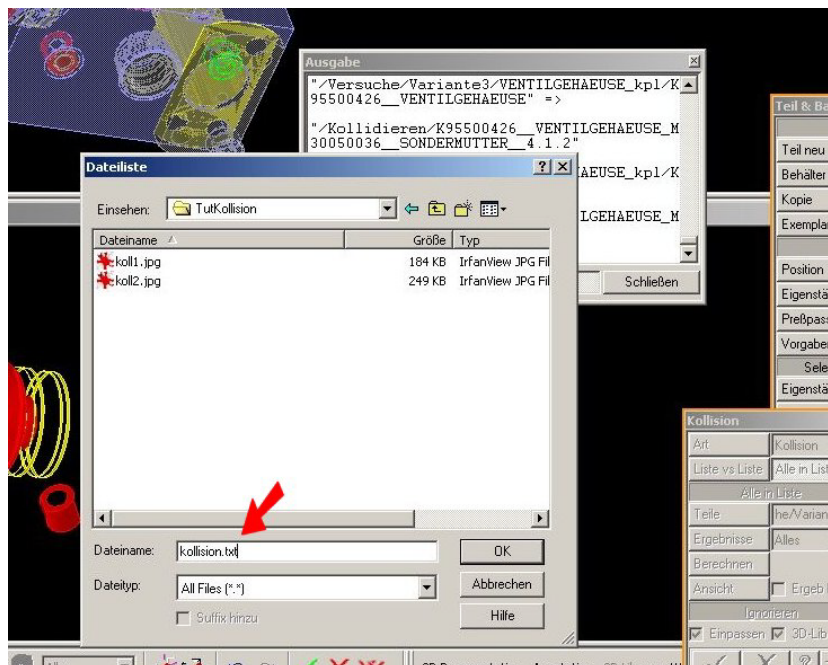 Ausgabe
"/Versuche/Variante3/VENTILGEHAEUSE_kpl/K
95500426__VENTILGEHAEUSE" =>
"/Kollidieren/K95500426__VENTILGEHAEUSE_M
30050036__SONDERMUTTER__4.1.2"
AEUSE_kpl/K
ILGEHAEUSE_M
Schließen
Dateiliste
Einsehen:
TutKollision
Dateiname
Größe
Typ
koll1.jpg
184 KB
IrfanView JPG Fil
koll2.jpg
249 KB
IrfanView JPG Fil
Dateiname:
kollision.txt
OK
Dateityp:
All Files (*.*)
Abbrechen
Suffix hinzu
Hilfe
Teil & Ba
Teil neu
Behälter
Kopie
Exempla
Position
Eigenstä
Preßpass
Vorgabe
Sele
Eigenstä
Kollision
Art
Kollision
Liste vs Liste
Alle in List
Alle in Liste
Teile
he/Varian
Ergebnisse
Alles
Berechnen
Ansicht
Ergeb
Ignorieren
Einpassen
3D-Lib